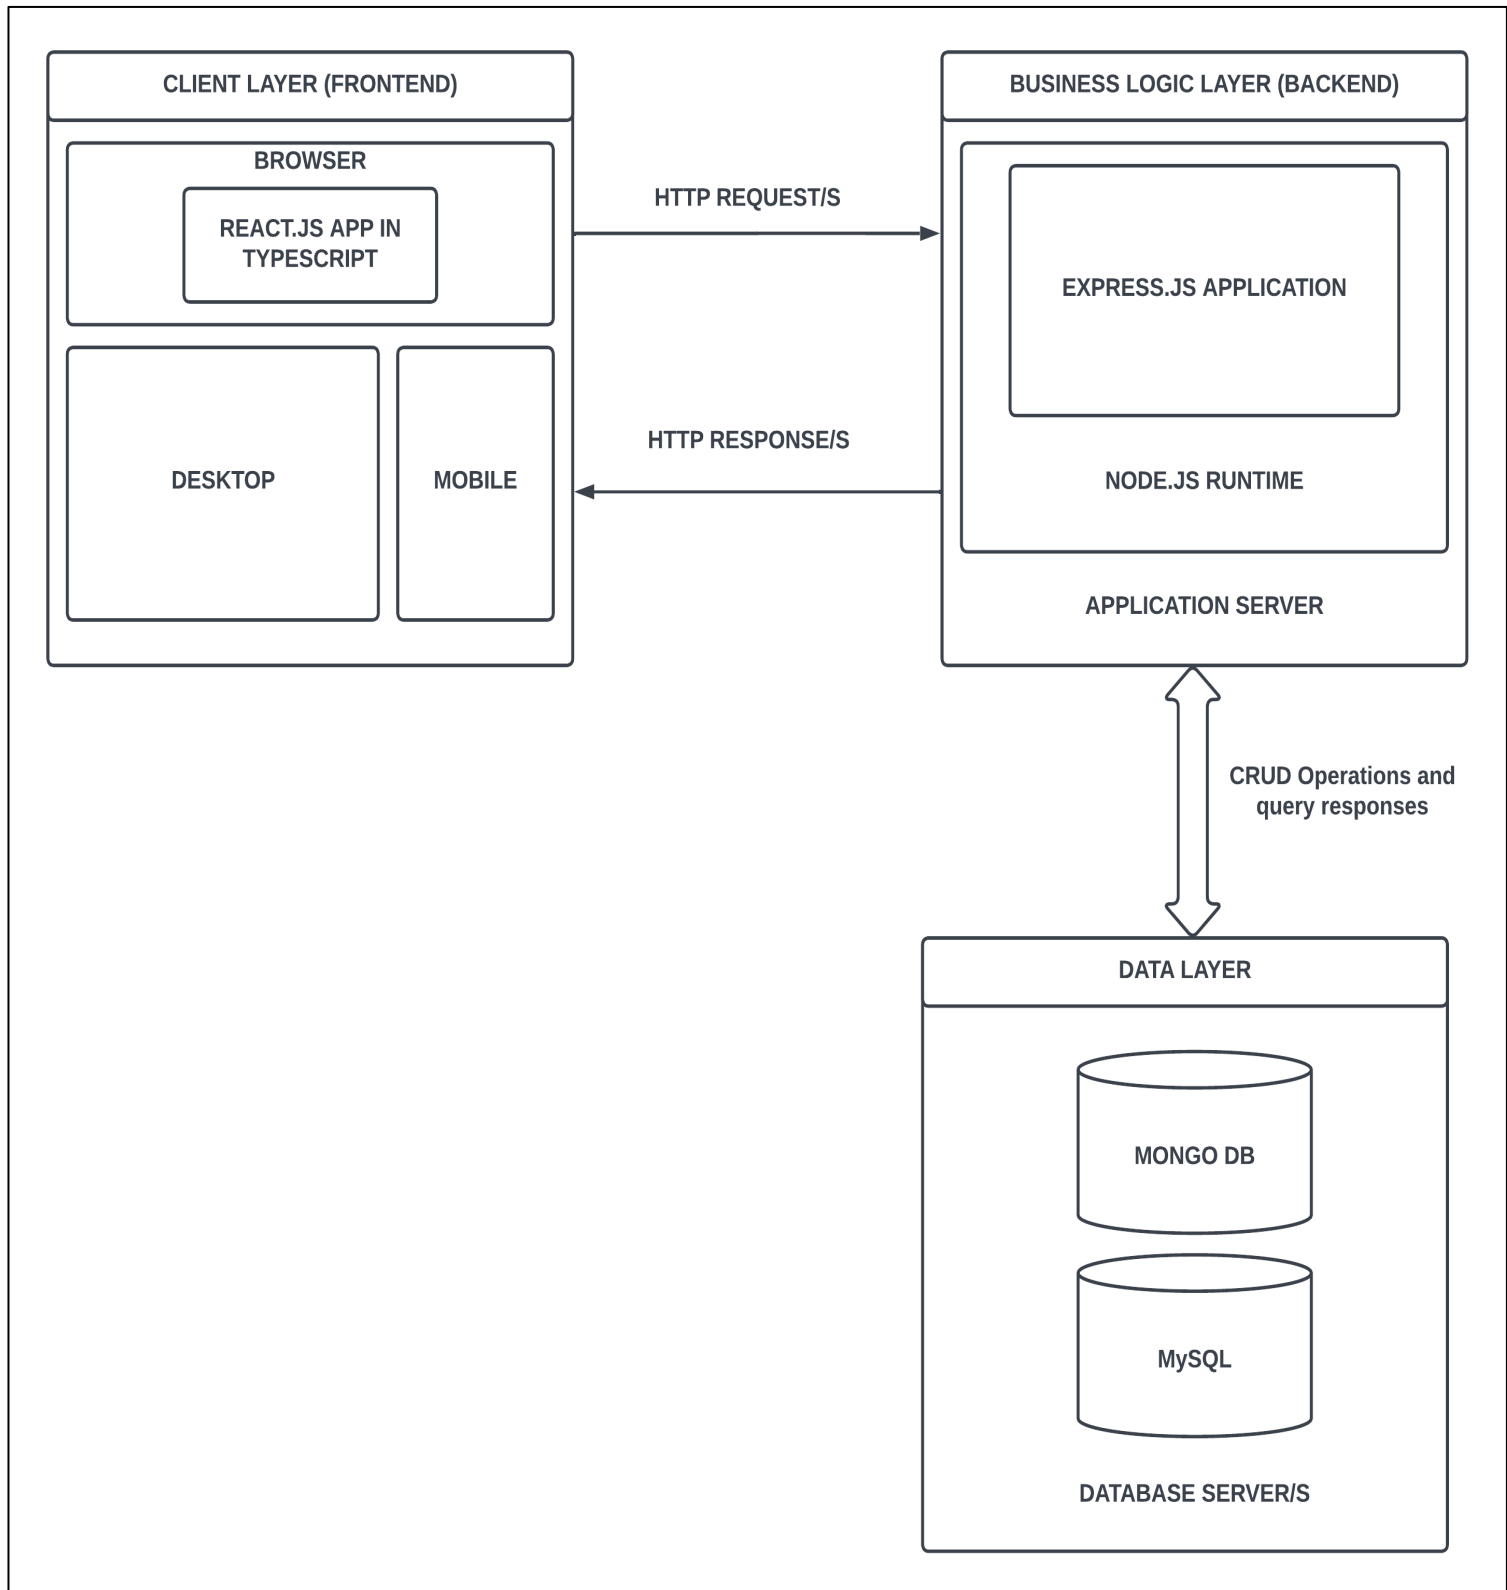 CLIENT LAYER (FRONTEND)
BROWSER
REACT.JS APP IN
TYPESCRIPT
DESKTOP
MOBILE
HTTP REQUEST/S
HTTP RESPONSE/S
BUSINESS LOGIC LAYER (BACKEND)
EXPRESS.JS APPLICATION
NODE.JS RUNTIME
APPLICATION SERVER
CRUD Operations and
query responses
DATA LAYER
MONGO DB
MySQL
DATABASE SERVER/S